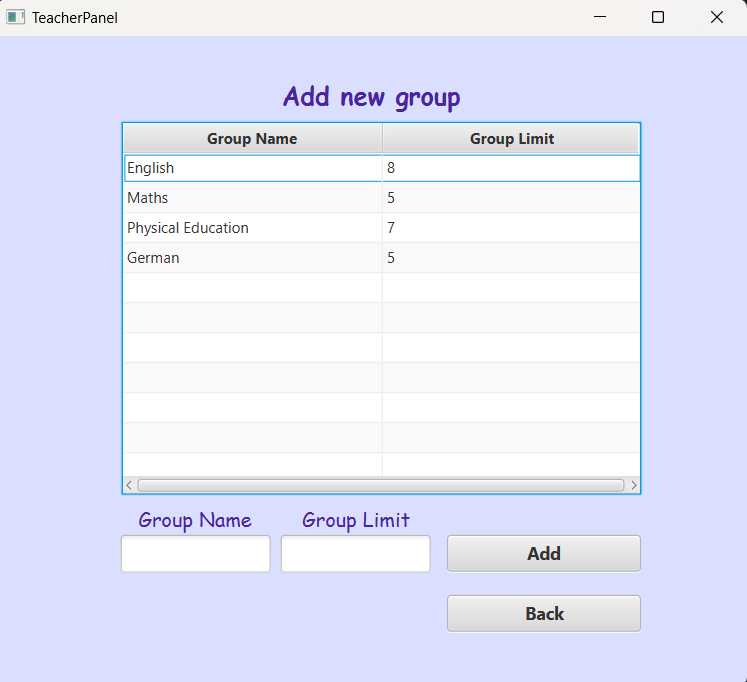 TeacherPanel
Add new group
Group Name Group Limit
English 8
Maths 5
Physical Education 7
German 5
Group Name Group Limit
Add
Back